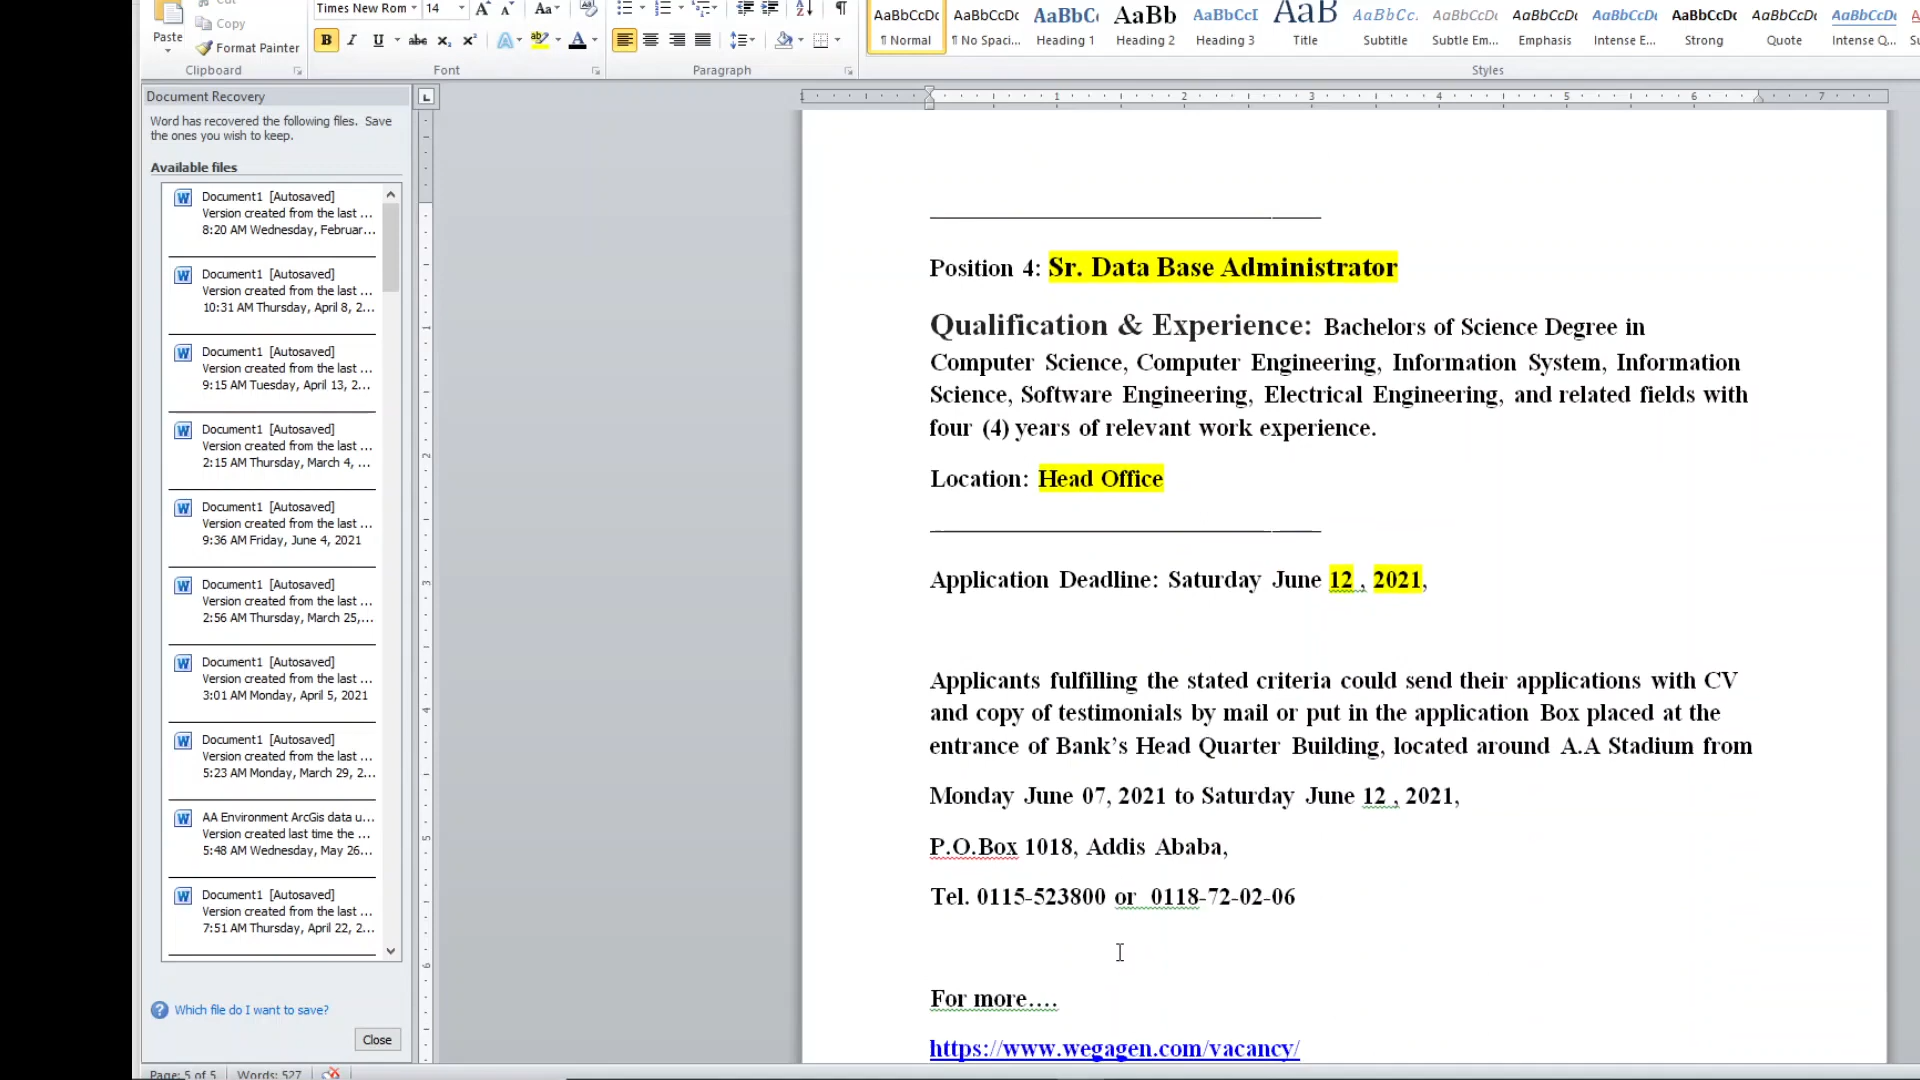 Cut
Copy
Paste
Format Painter
Clipboard
Times New Rom
14
Font
Paragraph
AaBbCcDc AaBbCcDc AaBbC AaBb AaBbCcI AaB AaBbCc. AaBbCcDc AaBbCcDc AaBbCcDc AaBbCcDc AaBbCcDc AaBbCcDc
¶ Normal ¶ No Spaci... Heading 1 Heading 2 Heading 3 Title Subtitle Subtle Em... Emphasis Intense E... Strong Quote Intense Q...
Styles
Document Recovery
Word has recovered the following files. Save
the ones you wish to keep.
Available files
Document1 [Autosaved]
Version created from the last ...
8:20 AM Wednesday, Februar...
Document1 [Autosaved]
Version created from the last ...
10:31 AM Thursday, April 8, 2...
Document1 [Autosaved]
Version created from the last ...
9:15 AM Tuesday, April 13, 2...
Document1 [Autosaved]
Version created from the last ...
2:15 AM Thursday, March 4, ...
Document1 [Autosaved]
Version created from the last ...
9:36 AM Friday, June 4, 2021
Document1 [Autosaved]
Version created from the last ...
2:56 AM Thursday, March 25,...
Document1 [Autosaved]
Version created from the last ...
3:01 AM Monday, April 5, 2021
Document1 [Autosaved]
Version created from the last ...
5:23 AM Monday, March 29, 2...
AA Environment ArcGis data u...
Version created last time the ...
5:48 AM Wednesday, May 26...
Document1 [Autosaved]
Version created from the last ...
7:51 AM Thursday, April 22, 2...
Which file do I want to save?
Close
Page: 5 of 5 Words: 527
Position 4: Sr. Data Base Administrator
Qualification & Experience: Bachelors of Science Degree in
Computer Science, Computer Engineering, Information System, Information
Science, Software Engineering, Electrical Engineering, and related fields with
four (4) years of relevant work experience.
Location: Head Office
Application Deadline: Saturday June 12 , 2021,
Applicants fulfilling the stated criteria could send their applications with CV
and copy of testimonials by mail or put in the application Box placed at the
entrance of Bank’s Head Quarter Building, located around A.A Stadium from
Monday June 07, 2021 to Saturday June 12 , 2021,
P.O.Box 1018, Addis Ababa,
Tel. 0115-523800 or 0118-72-02-06
For more….
https://www.wegagen.com/vacancy/